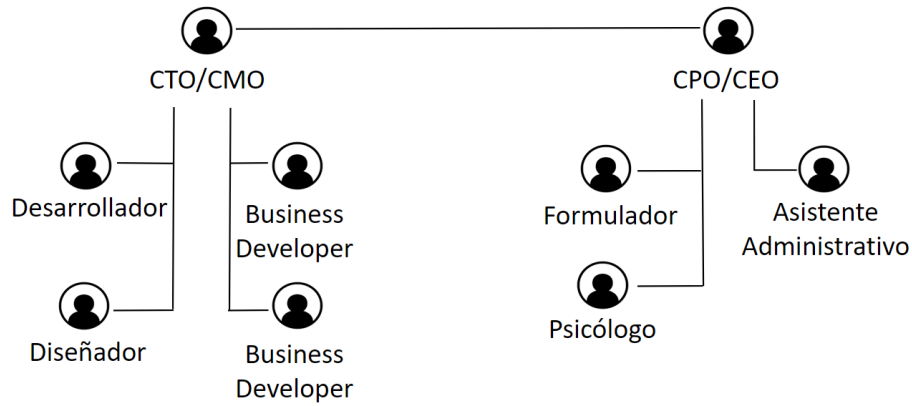 CTO/CMO
CPO/CEO
Desarrollador
Business
Developer
Diseñador
Business
Developer
Formulador
Asistente
Administrativo
Psicólogo